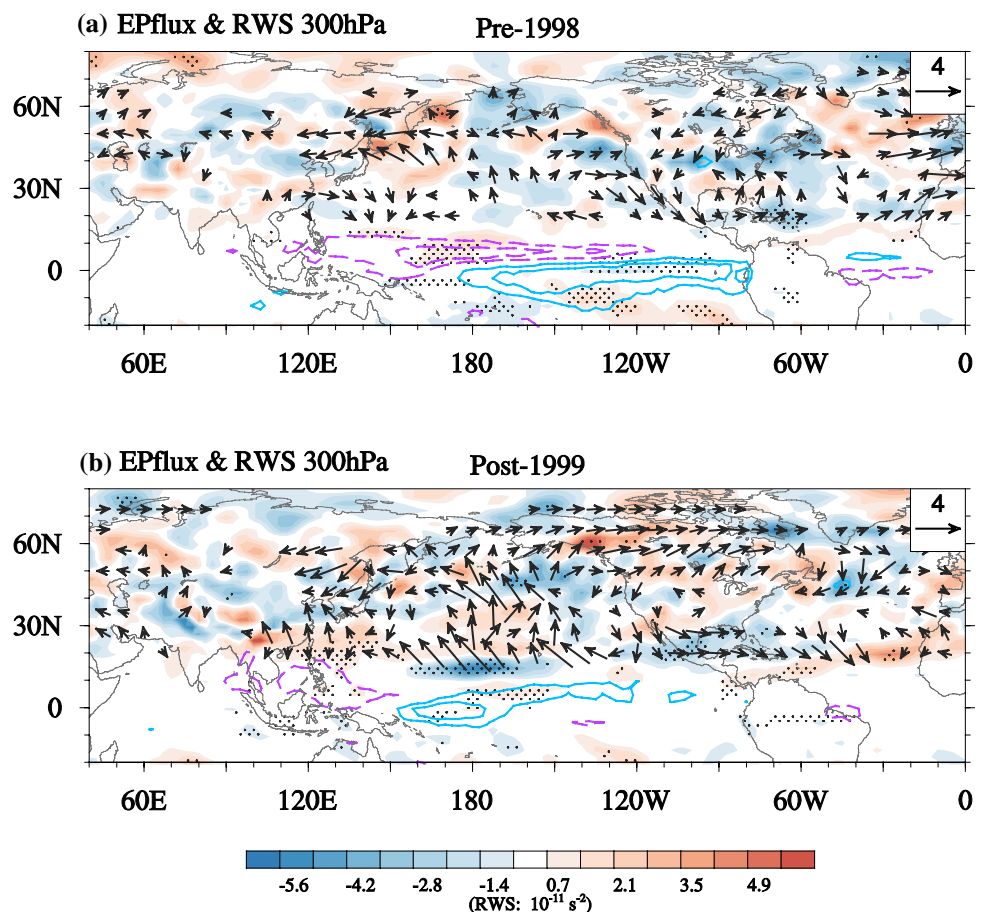 (a) EPflux & RWS 300hPa Pre-1998
4
60N
30N
0
60E 120E 180 120W 60W 0
(b) EPflux & RWS 300hPa Post-1999
4
60N
30N
0
60E 120E 180 120W 60W 0
-5.6 -4.2 -2.8 -1.4 0.7 2.1 3.5 4.9
(RWS: 10⁻¹¹ s⁻²)